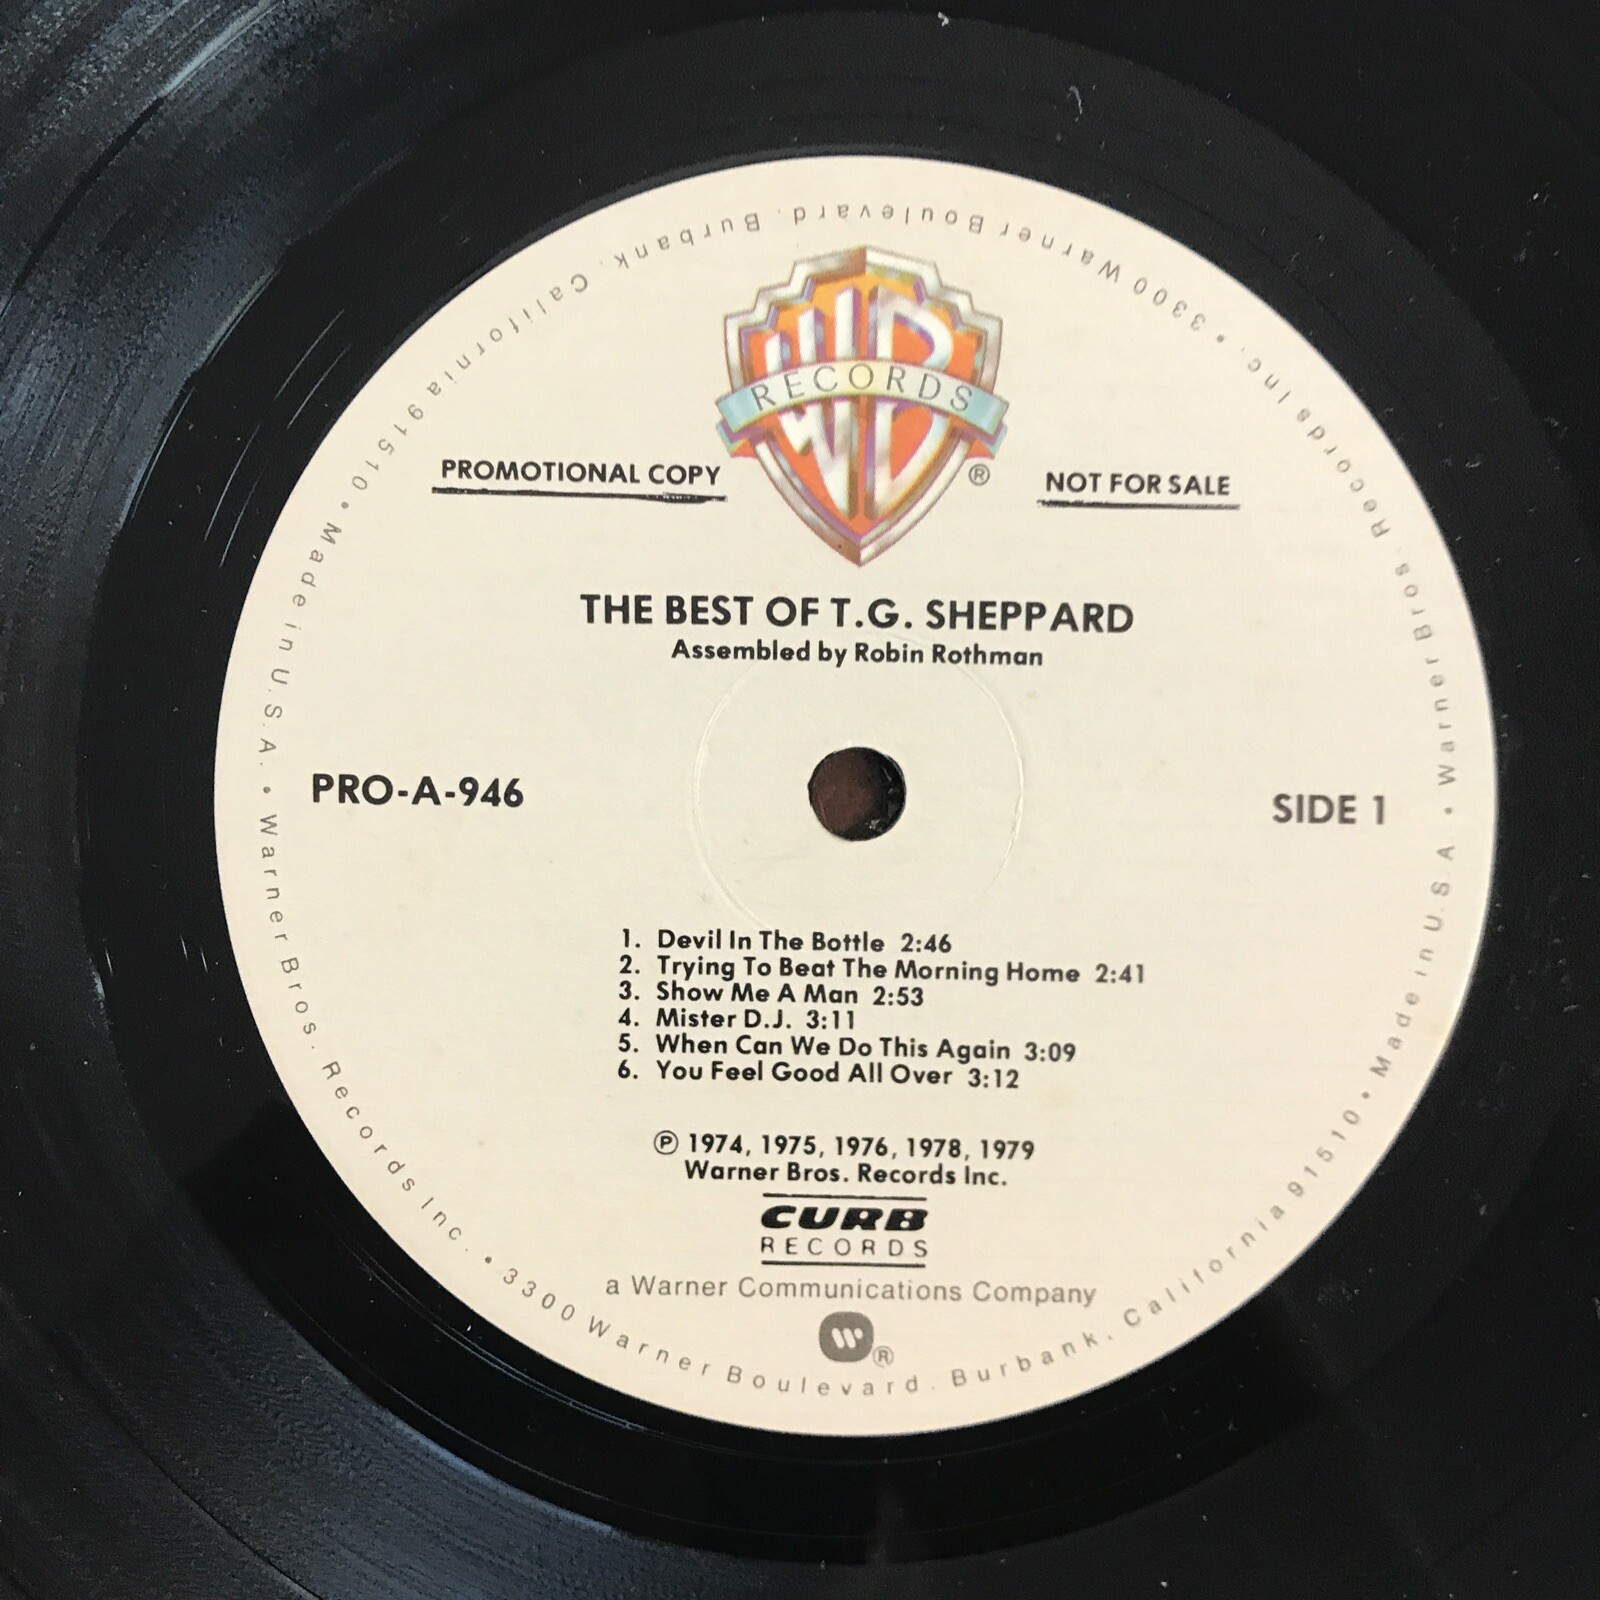 WB
RECORDS
®
PROMOTIONAL COPY
NOT FOR SALE
THE BEST OF T.G. SHEPPARD
Assembled by Robin Rothman
PRO-A-946
SIDE 1
1. Devil In The Bottle 2:46
2. Trying To Beat The Morning Home 2:41
3. Show Me A Man 2:53
4. Mister D.J. 3:11
5. When Can We Do This Again 3:09
6. You Feel Good All Over 3:12
℗ 1974, 1975, 1976, 1978, 1979
Warner Bros. Records Inc.
CURB
RECORDS
a Warner Communications Company
W ®
Warner Bros. Records Inc. • 3300 Warner Boulevard. Burbank. California 91510 • Made in U.S.A. • Warner Bros. Records Inc. • 3300 Warner Boulevard. Burbank. California 91510 • Made in U.S.A •